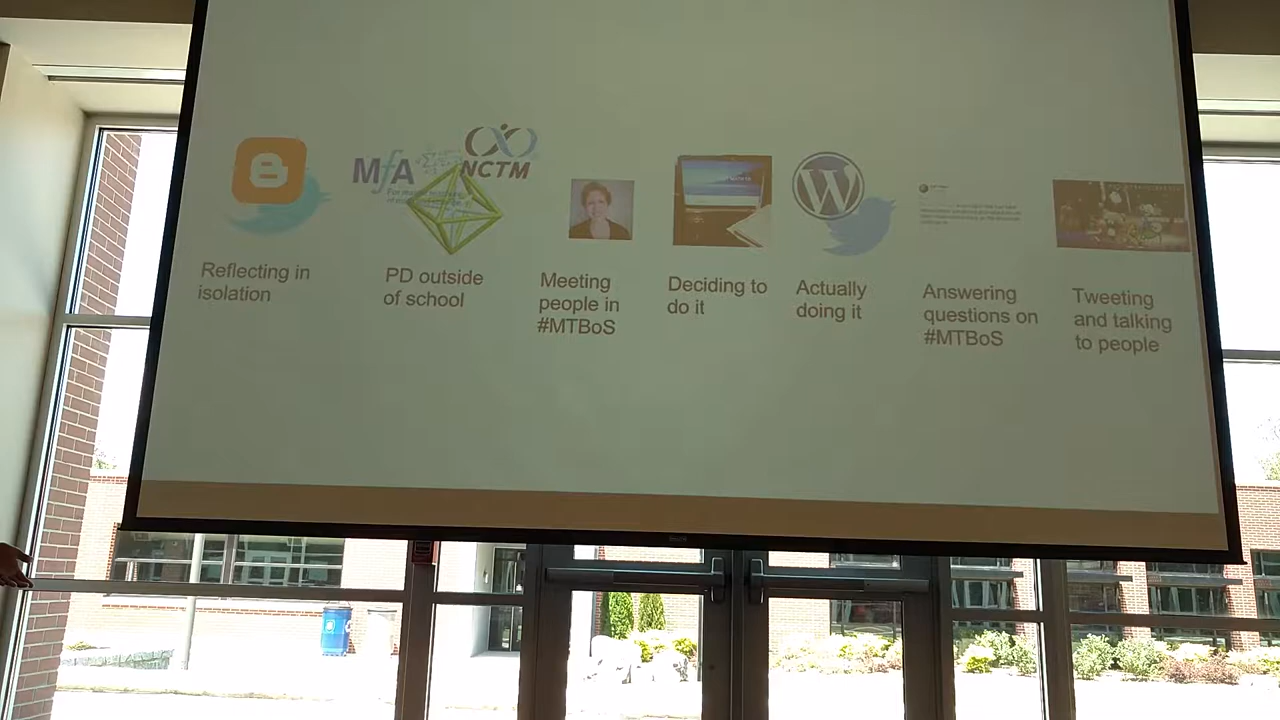 MfA
NCTM
Reflecting in
isolation
PD outside
of school
Meeting
people in
#MTBoS
Deciding to
do it
Actually
doing it
Answering
questions on
#MTBoS
Tweeting
and talking
to people